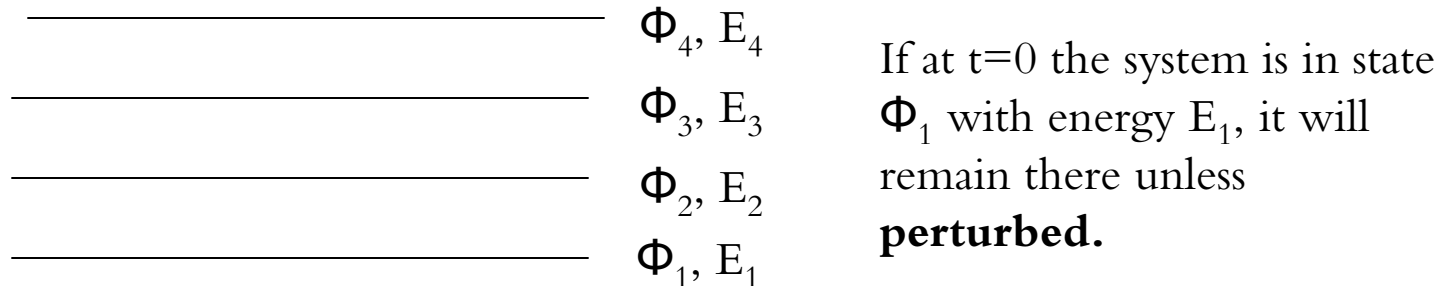 Φ₄, E₄
Φ₃, E₃
Φ₂, E₂
Φ₁, E₁
If at t=0 the system is in state
Φ₁ with energy E₁, it will
remain there unless
perturbed.